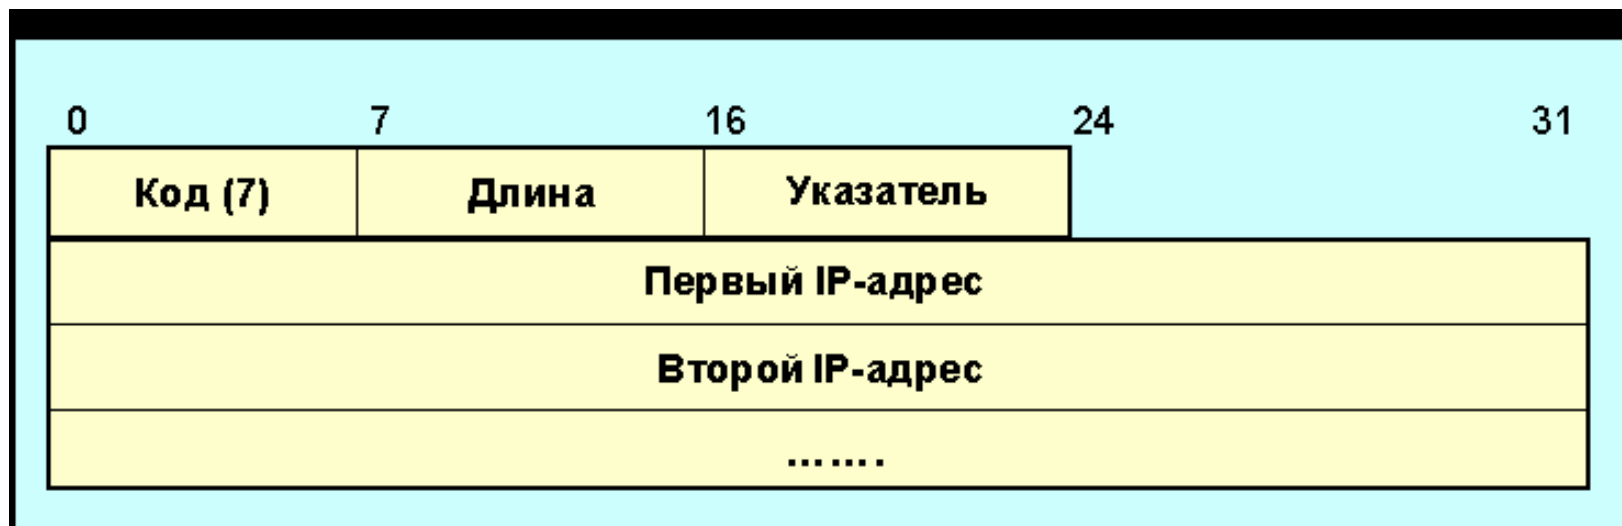 0 7 16 24 31
Код (7) Длина Указатель
Первый IP-адрес
Второй IP-адрес
.......